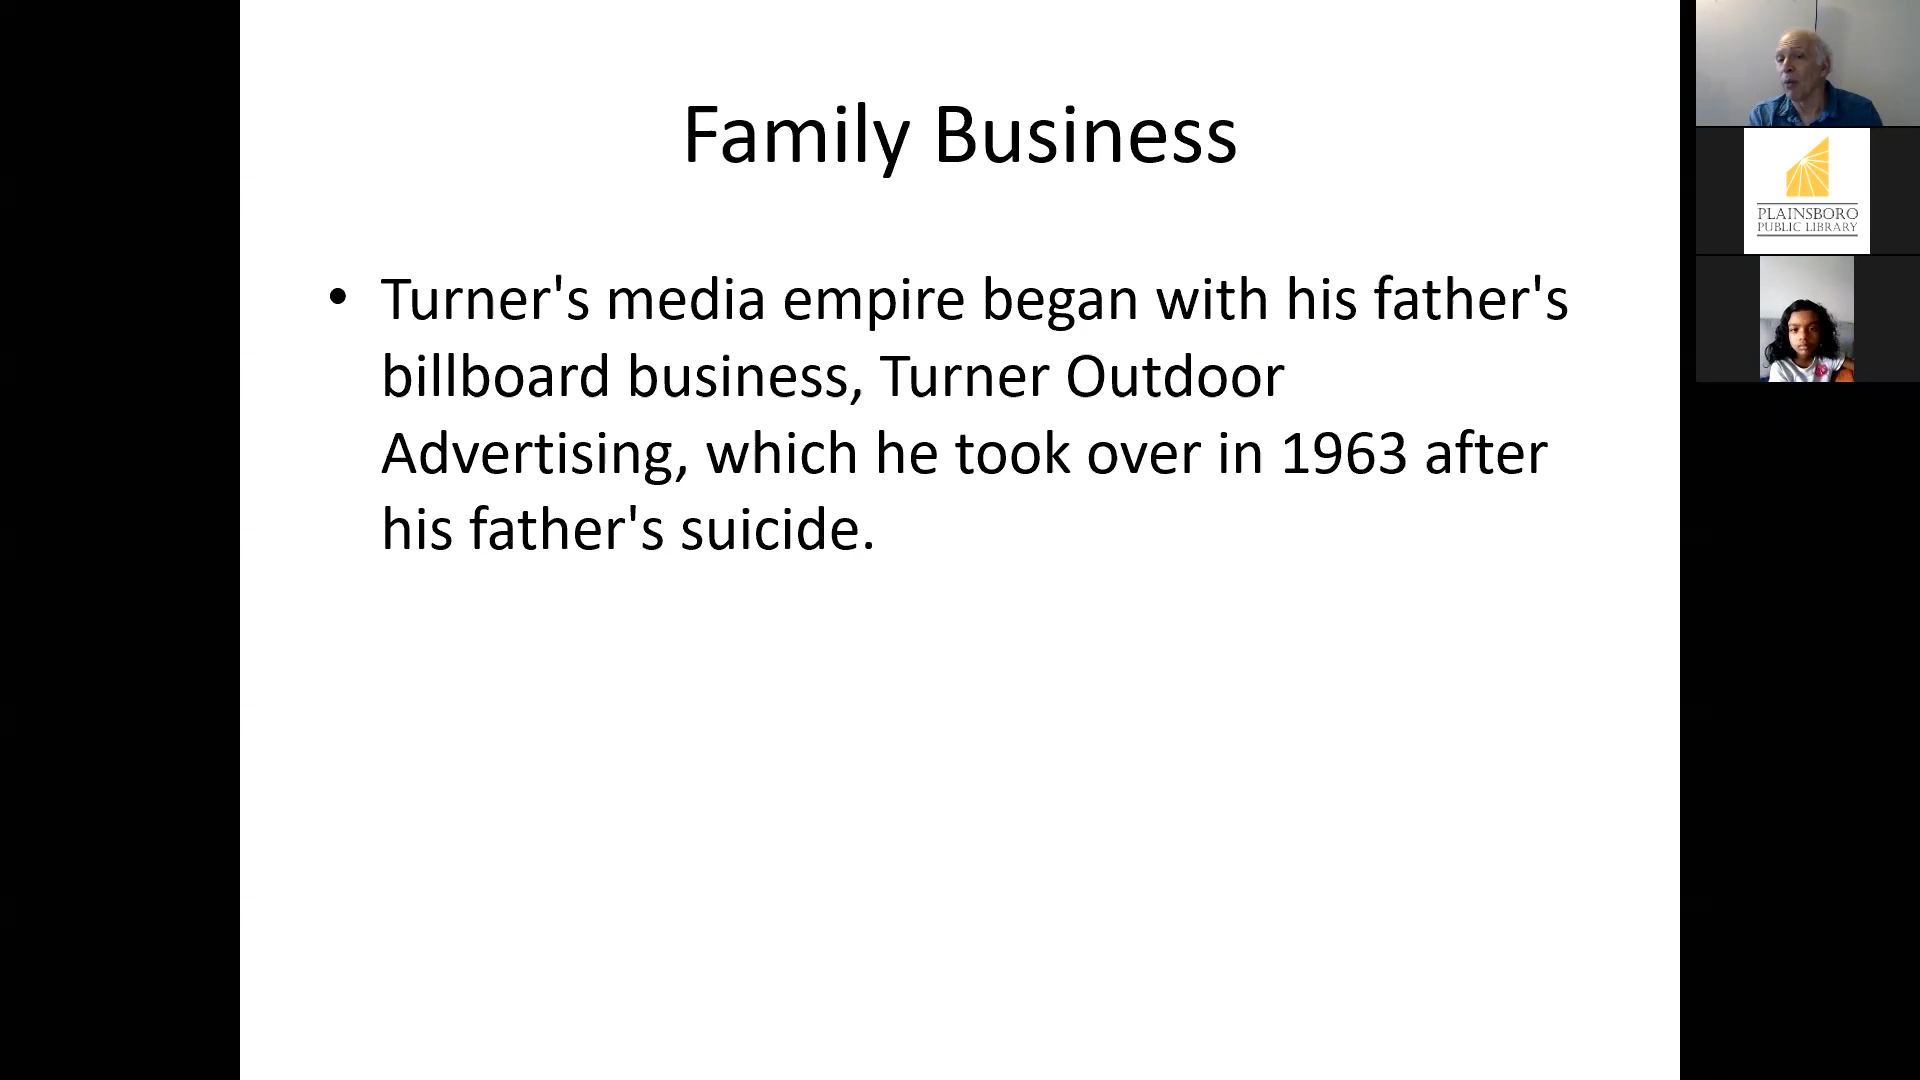 Family Business
• Turner's media empire began with his father's
billboard business, Turner Outdoor
Advertising, which he took over in 1963 after
his father's suicide.
PLAINSBORO
PUBLIC LIBRARY